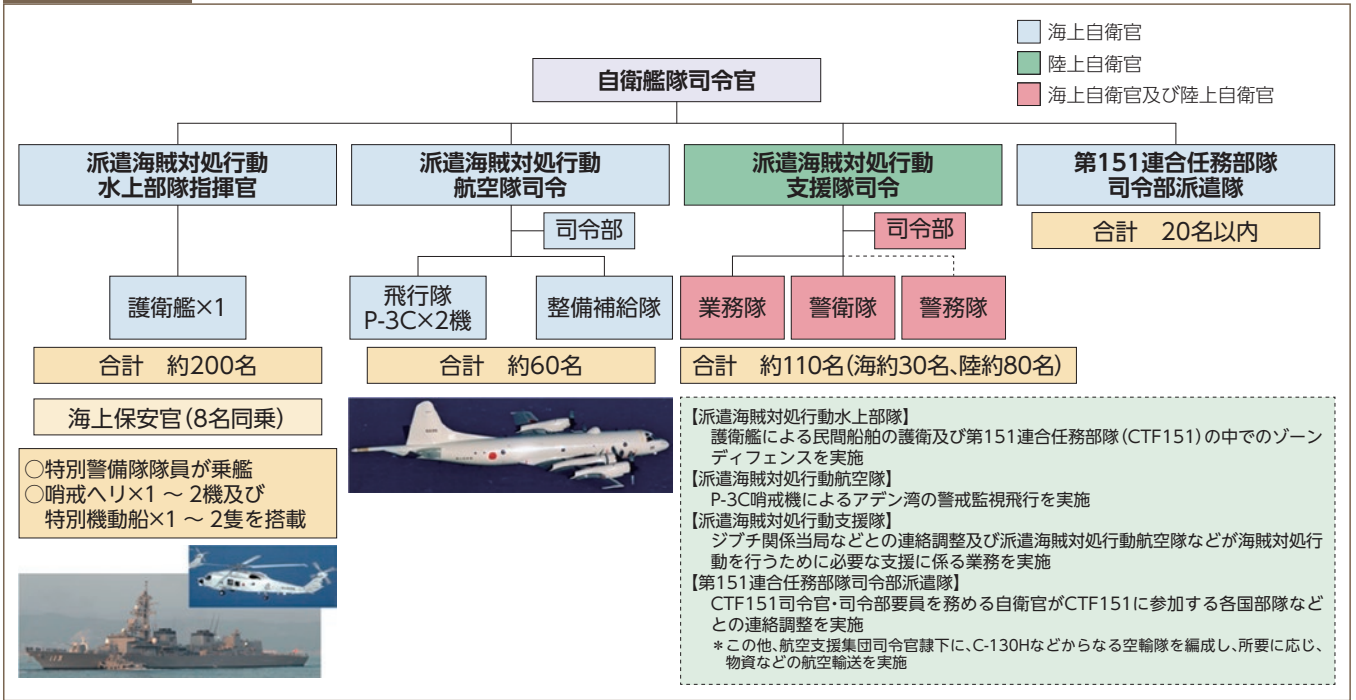 海上自衛官
陸上自衛官
海上自衛官及び陸上自衛官
自衛艦隊司令官
派遣海賊対処行動
水上部隊指揮官
派遣海賊対処行動
航空隊司令
派遣海賊対処行動
支援隊司令
第151連合任務部隊
司令部派遣隊
司令部
司令部
合計　20名以内
護衛艦×1
飛行隊
P-3C×2機
整備補給隊
業務隊
警衛隊
警務隊
合計　約200名
合計　約60名
合計　約110名(海約30名、陸約80名)
海上保安官(8名同乗)
○特別警備隊隊員が乗艦
○哨戒ヘリ×1 ～ 2機及び
特別機動船×1 ～ 2隻を搭載
【派遣海賊対処行動水上部隊】
護衛艦による民間船舶の護衛及び第151連合任務部隊(CTF151)の中でのゾーン
ディフェンスを実施
【派遣海賊対処行動航空隊】
P-3C哨戒機によるアデン湾の警戒監視飛行を実施
【派遣海賊対処行動支援隊】
ジブチ関係当局などとの連絡調整及び派遣海賊対処行動航空隊などが海賊対処行
動を行うために必要な支援に係る業務を実施
【第151連合任務部隊司令部派遣隊】
CTF151司令官・司令部要員を務める自衛官がCTF151に参加する各国部隊など
との連絡調整を実施
＊この他、航空支援集団司令官隷下に、C-130Hなどからなる空輸隊を編成し、所要に応じ、
物資などの航空輸送を実施